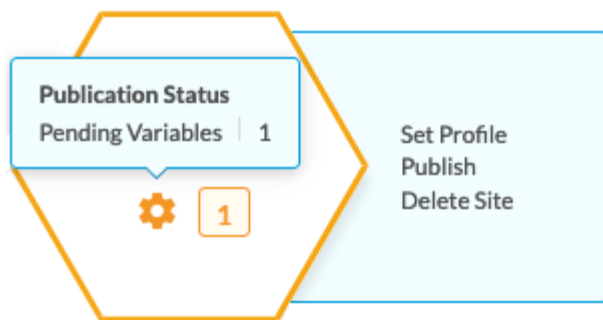 Publication Status
Pending Variables 1
1
Set Profile
Publish
Delete Site